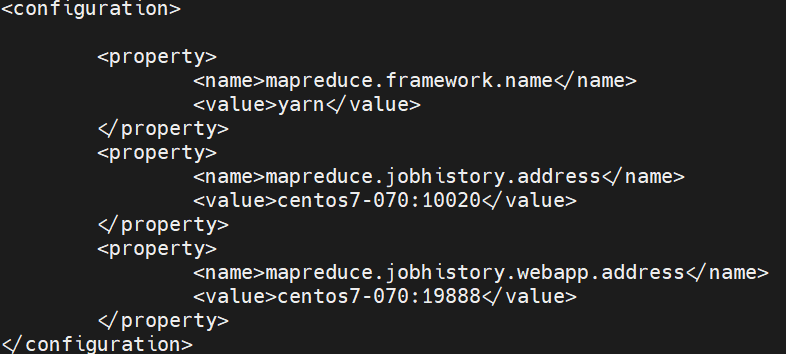 <configuration>

        <property>
                <name>mapreduce.framework.name</name>
                <value>yarn</value>
        </property>
        <property>
                <name>mapreduce.jobhistory.address</name>
                <value>centos7-070:10020</value>
        </property>
        <property>
                <name>mapreduce.jobhistory.webapp.address</name>
                <value>centos7-070:19888</value>
        </property>
</configuration>